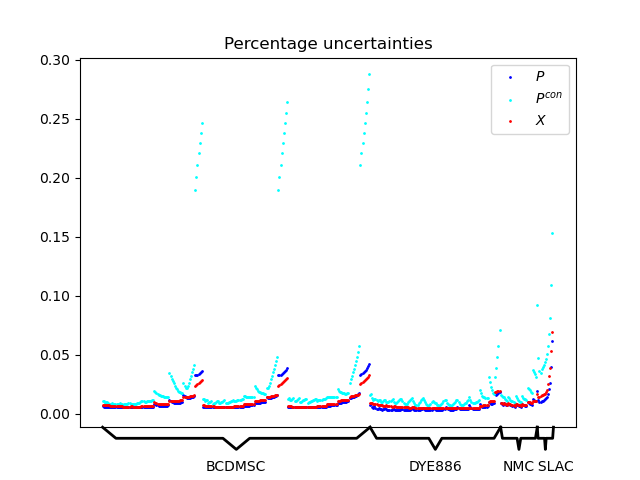 Percentage uncertainties
0.30
0.25
0.20
0.15
0.10
0.05
0.00
P
P^con
X
BCDMSC DYE886 NMC SLAC